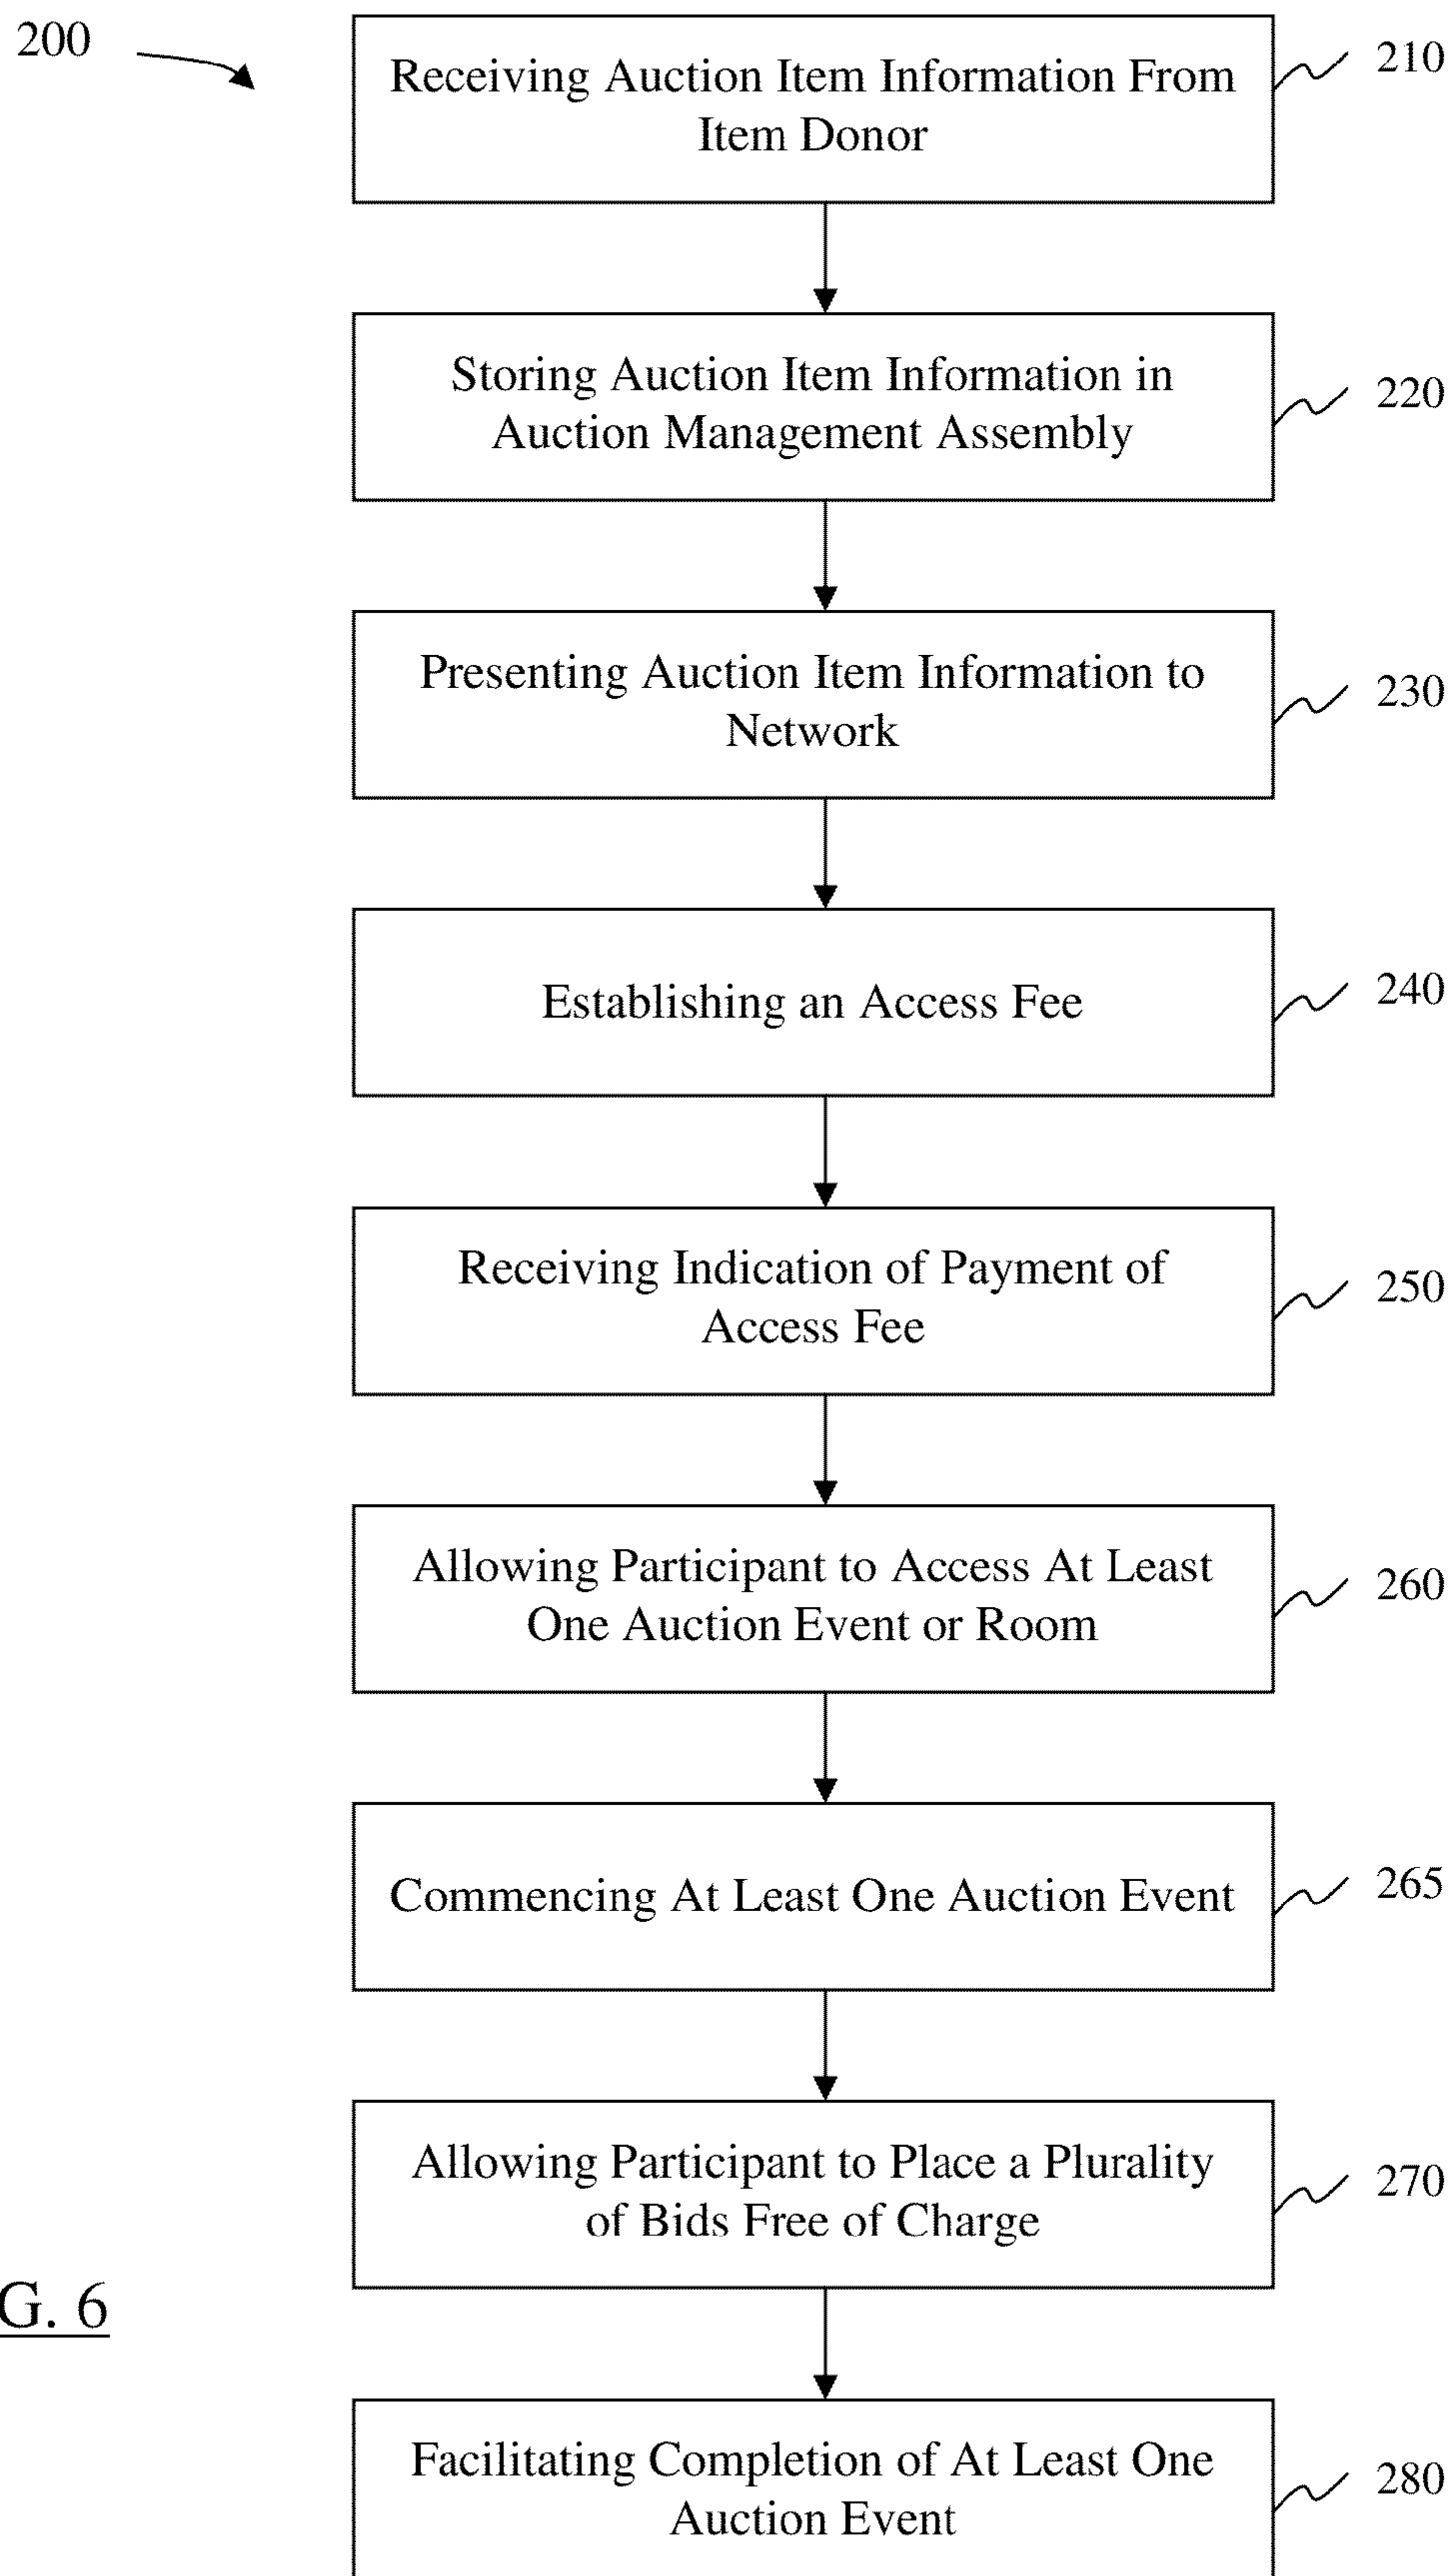 200
Receiving Auction Item Information From
Item Donor
210
Storing Auction Item Information in
Auction Management Assembly
220
Presenting Auction Item Information to
Network
230
Establishing an Access Fee
240
Receiving Indication of Payment of
Access Fee
250
Allowing Participant to Access At Least
One Auction Event or Room
260
Commencing At Least One Auction Event
265
Allowing Participant to Place a Plurality
of Bids Free of Charge
270
G. 6
Facilitating Completion of At Least One
Auction Event
280